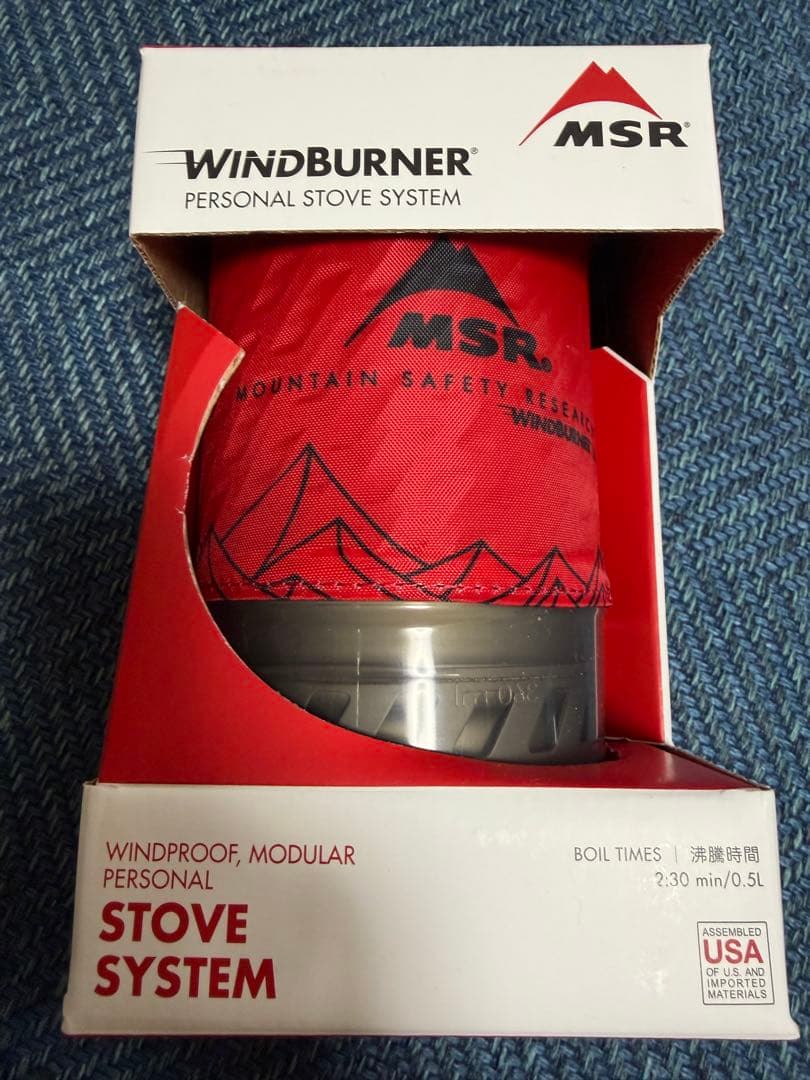 MSR®
WINDBURNER®
PERSONAL STOVE SYSTEM
MSR®
MOUNTAIN SAFETY RESEARC
WINDBURNER
WINDPROOF, MODULAR
PERSONAL
STOVE
SYSTEM
BOIL TIMES | 沸騰時間
2:30 min/0.5L
ASSEMBLED
USA
OF U.S. AND
IMPORTED
MATERIALS